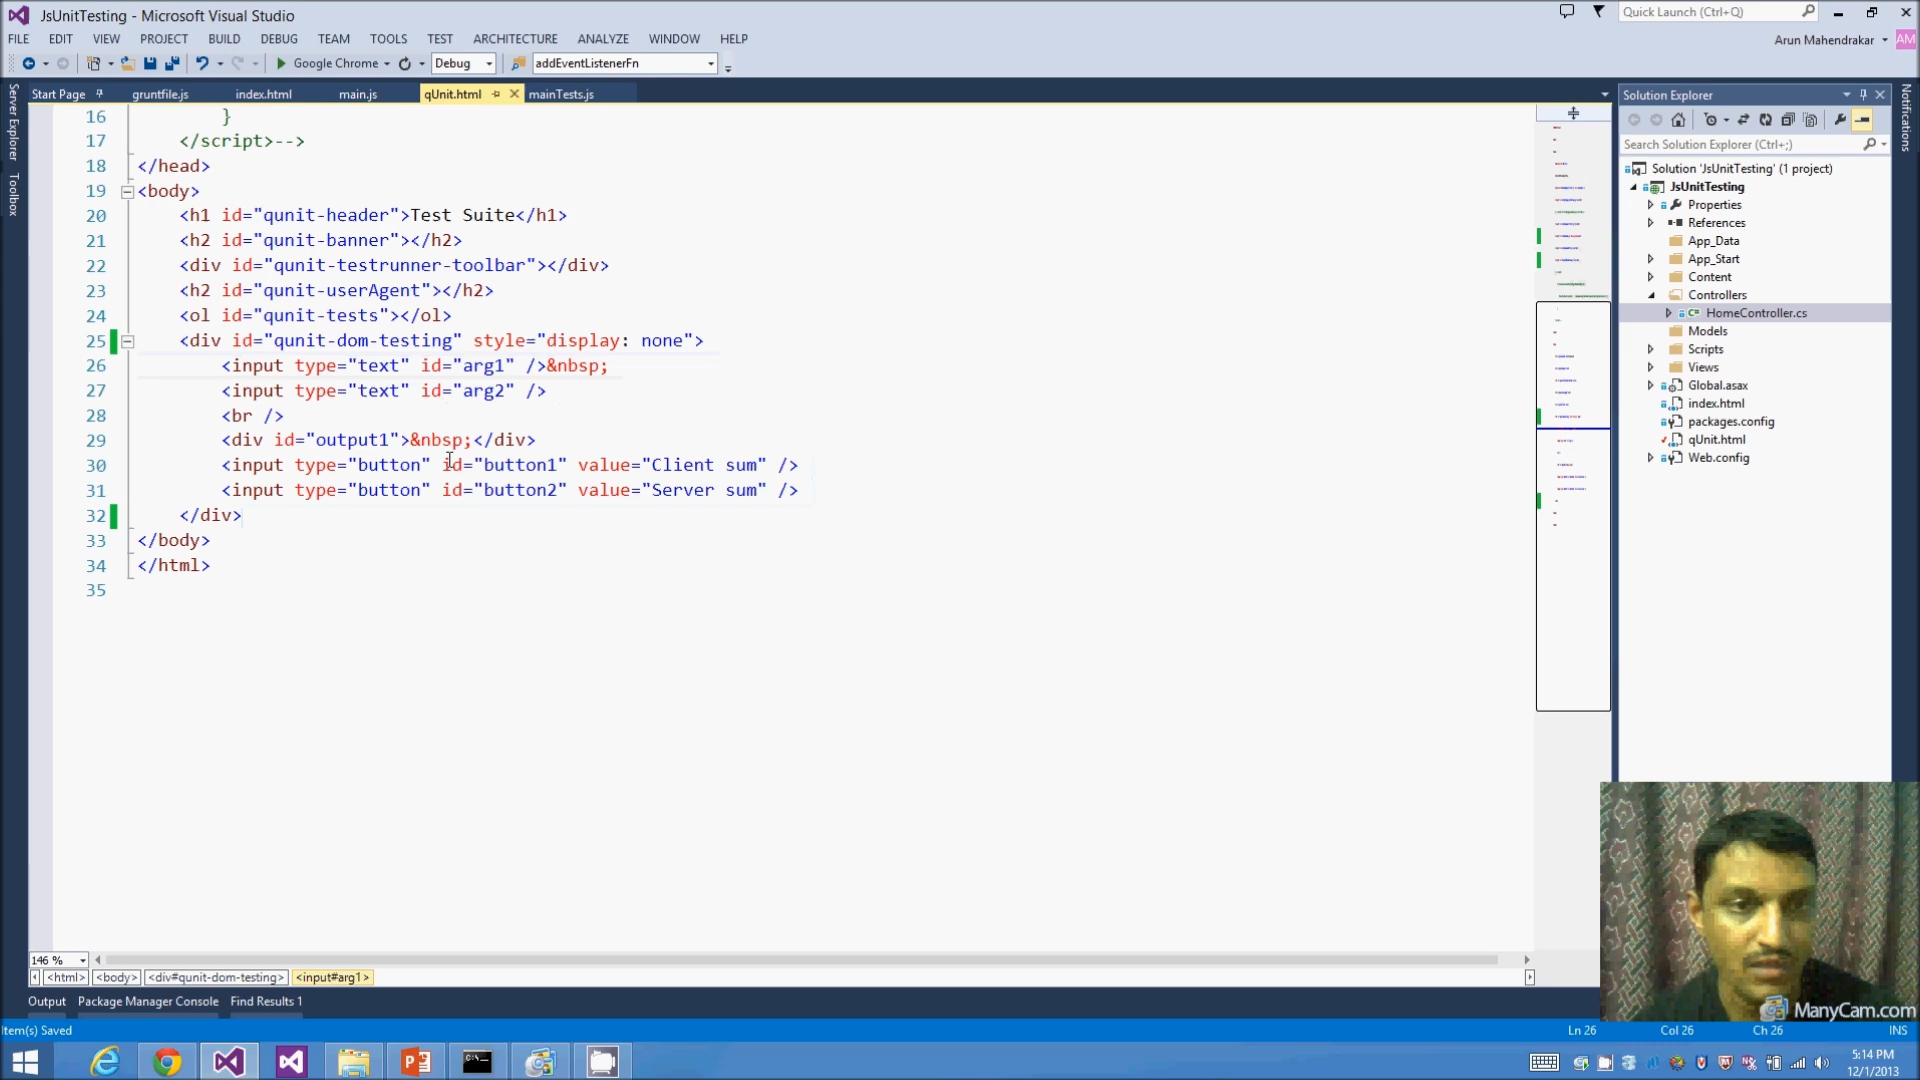 JsUnitTesting - Microsoft Visual Studio
Quick Launch (Ctrl+Q)
FILE EDIT VIEW PROJECT BUILD DEBUG TEAM TOOLS TEST ARCHITECTURE ANALYZE WINDOW HELP
Arun Mahendrakar
AM
Google Chrome
Debug
addEventListenerFn
Server Explorer
Toolbox
Start Page
gruntfile.js
index.html
main.js
qUnit.html
mainTests.js
16 }
17 </script>-->
18 </head>
19 <body>
20 <h1 id="qunit-header">Test Suite</h1>
21 <h2 id="qunit-banner"></h2>
22 <div id="qunit-testrunner-toolbar"></div>
23 <h2 id="qunit-userAgent"></h2>
24 <ol id="qunit-tests"></ol>
25 <div id="qunit-dom-testing" style="display: none">
26 <input type="text" id="arg1" />&nbsp;
27 <input type="text" id="arg2" />
28 <br />
29 <div id="output1">&nbsp;</div>
30 <input type="button" id="button1" value="Client sum" />
31 <input type="button" id="button2" value="Server sum" />
32 </div>
33 </body>
34 </html>
35
Solution Explorer
Search Solution Explorer (Ctrl+;)
Solution 'JsUnitTesting' (1 project)
JsUnitTesting
Properties
References
App_Data
App_Start
Content
Controllers
HomeController.cs
Models
Scripts
Views
Global.asax
index.html
packages.config
qUnit.html
Web.config
Notifications
146 %
<html>
<body>
<div#qunit-dom-testing>
<input#arg1>
Output
Package Manager Console
Find Results 1
Item(s) Saved
Ln 26
Col 26
Ch 26
INS
ManyCam.com
5:14 PM
12/1/2013